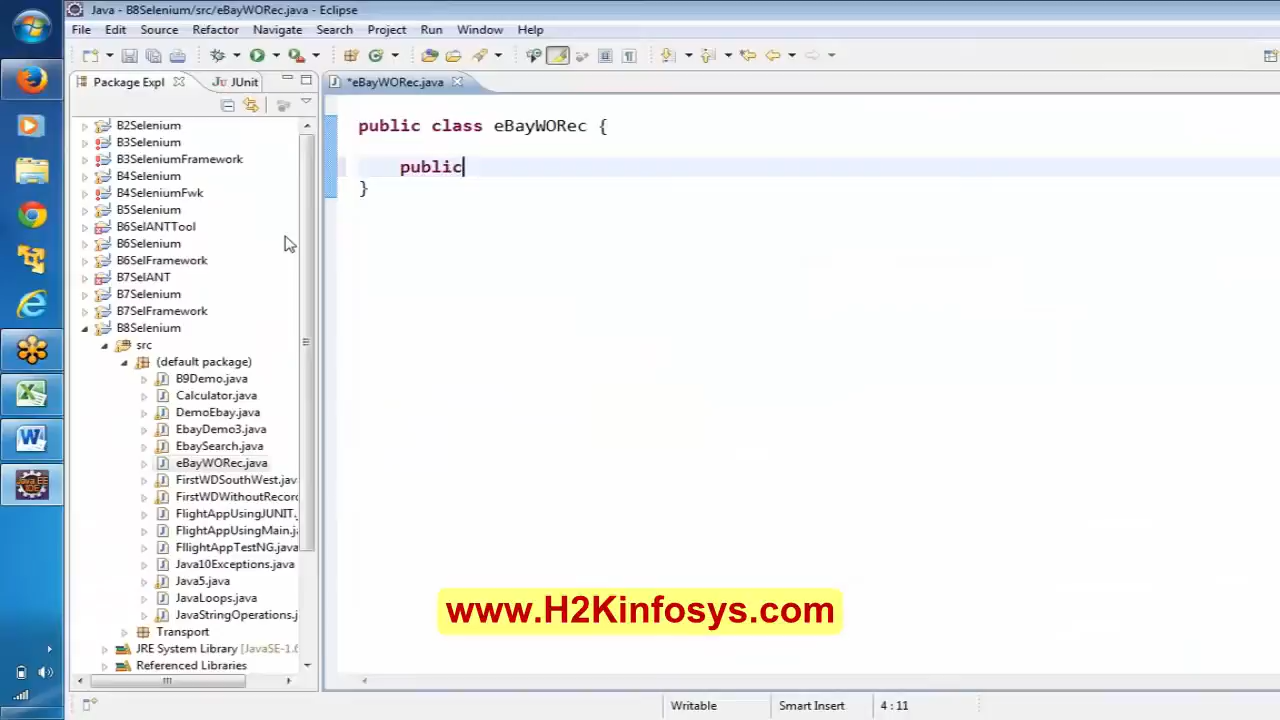 Java - B8Selenium/src/eBayWORec.java - Eclipse
File Edit Source Refactor Navigate Search Project Run Window Help
Package Expl JUnit
*eBayWORec.java
B2Selenium
B3Selenium
B3SeleniumFramework
B4Selenium
B4SeleniumFwk
B5Selenium
B6SelANTTool
B6Selenium
B6SelFramework
B7SelANT
B7Selenium
B7SelFramework
B8Selenium
src
(default package)
B9Demo.java
Calculator.java
DemoEbay.java
EbayDemo3.java
EbaySearch.java
eBayWORec.java
FirstWDSouthWest.jav
FirstWDWithoutRecor
FlightAppUsingJUNIT.
FlightAppUsingMain.j
FllightAppTestNG.java
Java10Exceptions.java
Java5.java
JavaLoops.java
JavaStringOperations.j
Transport
JRE System Library [JavaSE-1.6
Referenced Libraries
public class eBayWORec {
public
}
www.H2Kinfosys.com
Writable Smart Insert 4 : 11
Java EE
IDE